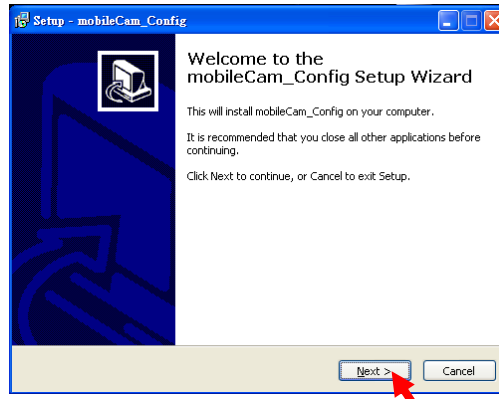 Setup - mobileCam_Config
Welcome to the
mobileCam_Config Setup Wizard
This will install mobileCam_Config on your computer.
It is recommended that you close all other applications before
continuing.
Click Next to continue, or Cancel to exit Setup.
Next >
Cancel